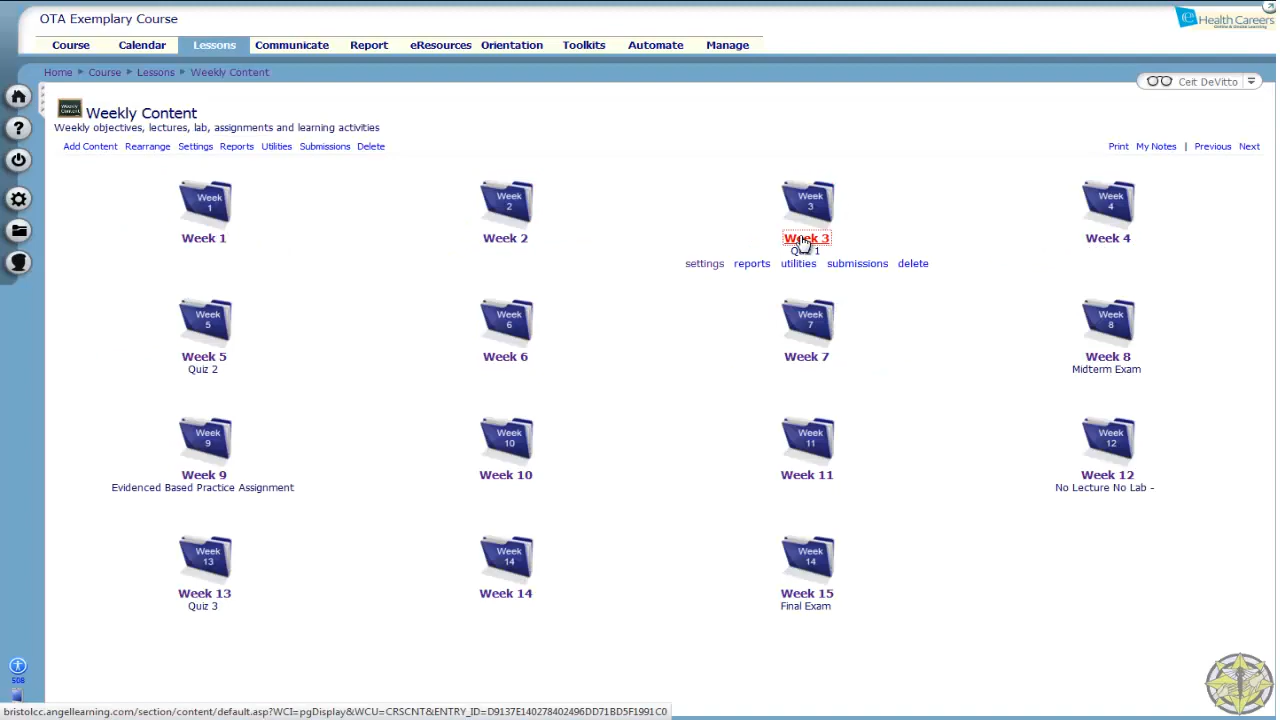 OTA Exemplary Course
Health Careers
Course Calendar Lessons Communicate Report eResources Orientation Toolkits Automate Manage
Home Course Lessons Weekly Content
Ceit DeVitto
Weekly Content
Weekly Content
Weekly objectives, lectures, lab, assignments and learning activities
Add Content Rearrange Settings Reports Utilities Submissions Delete
Print My Notes | Previous Next
Week 1
Week 2
Week 3
Week 4
Week 1 Week 2 Week 3 Week 4
1
settings reports utilities submissions delete
Week 5
Week 6
Week 7
Week 8
Week 5 Week 6 Week 7 Week 8
Quiz 2 Midterm Exam
Week 9
Week 10
Week 11
Week 12
Week 9 Week 10 Week 11 Week 12
Evidenced Based Practice Assignment No Lecture No Lab -
Week 13
Week 14
Week 14
Week 13 Week 14 Week 15
Quiz 3 Final Exam
508
bristolcc.angellearning.com/section/content/default.asp?WCI=pgDisplay&WCU=CRSCNT&ENTRY_ID=D9137E140278402496DD71BD5F1991C0